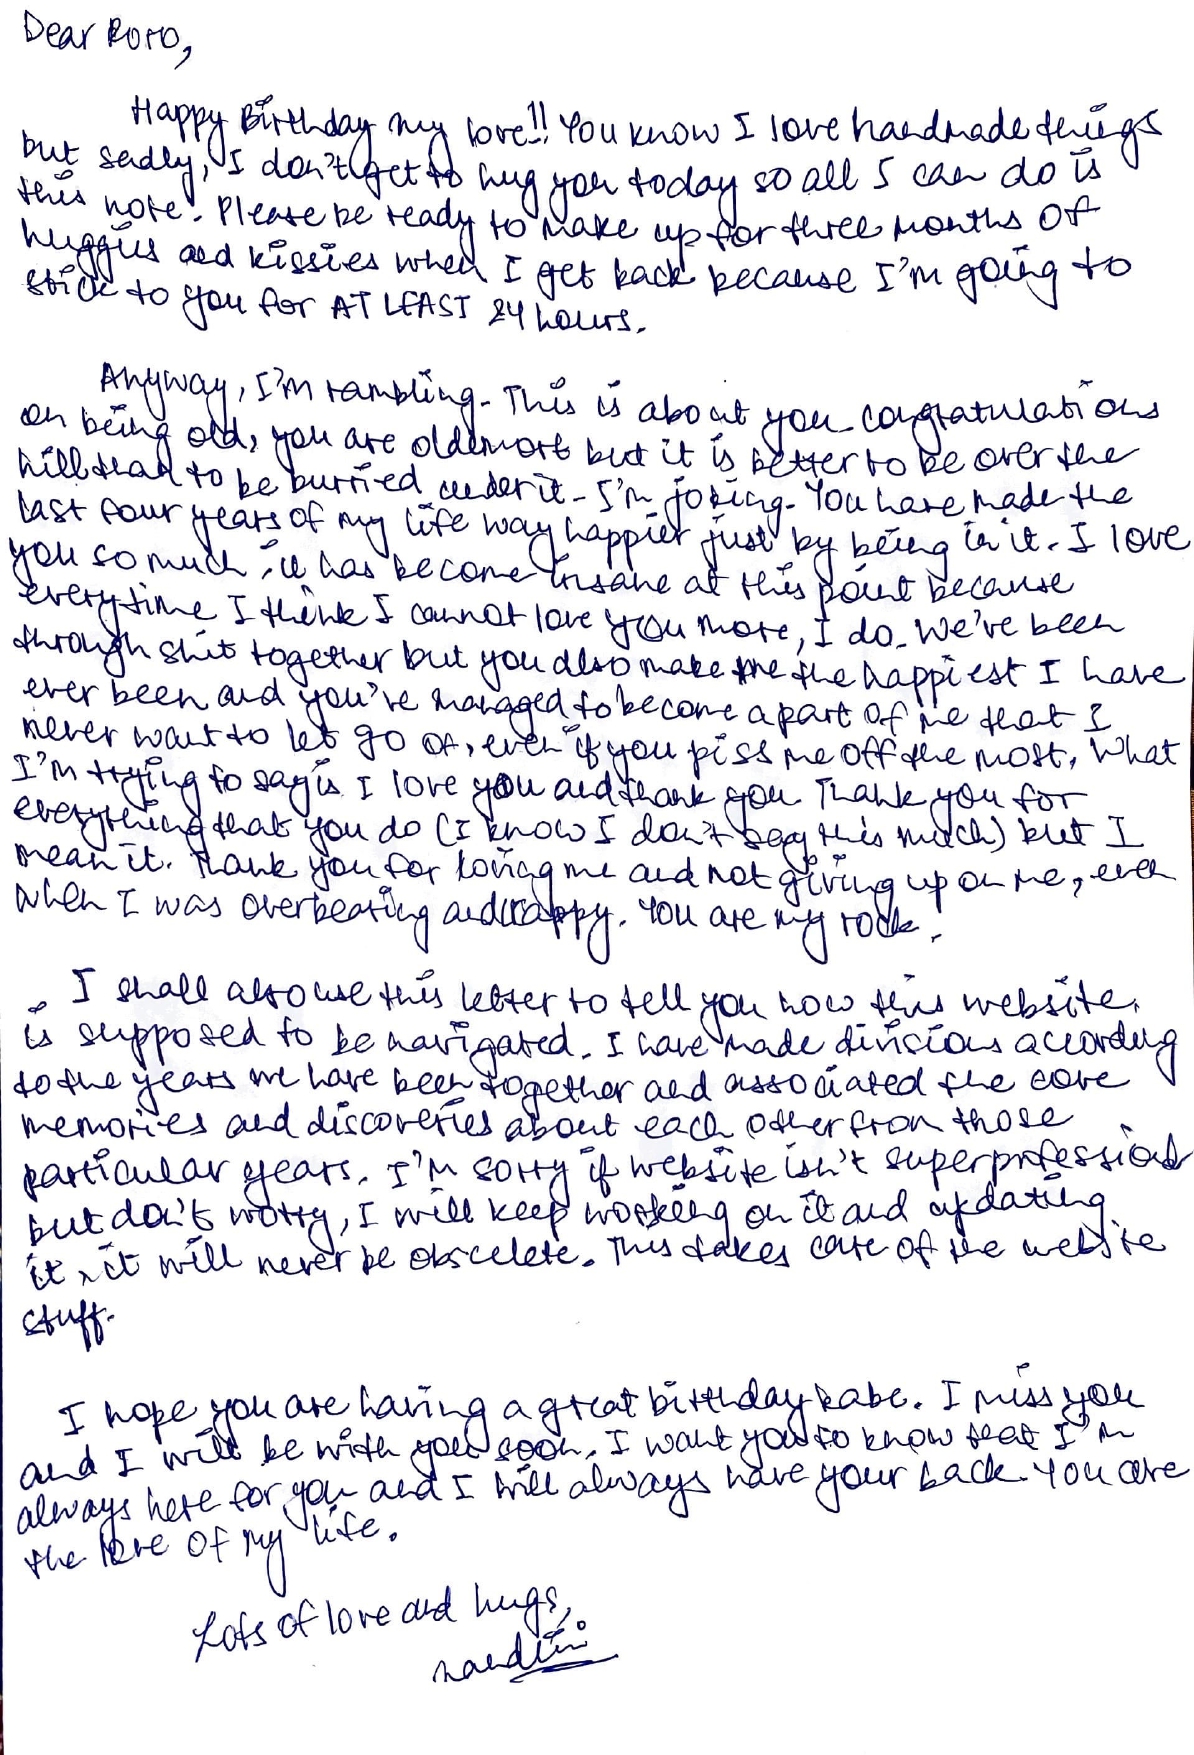 Dear Roro,
Happy Birthday my love!! You know I love handmade things
but sadly, I don't get to hug you today so all I can do is
this note. Please be ready to make up for three months of
huggies and kissies when I get back because I'm going to
stick to you for AT LEAST 24 hours.
Anyway, I'm rambling. This is about you congratulations
on being old, you are oldemort but it is better to be over the
hill than to be burried under it - I'm joking. You have made the
last four years of my life way happier just by being in it. I love
you so much, it has become insane at this point because
everytime I think I cannot love you more, I do. We've been
through shit together but you also make me the happiest I have
ever been and you've managed to become a part of me that I
never want to let go of, even if you piss me off the most. What
I'm trying to say is I love you and thank you. Thank you for
everything that you do (I know I don't say this much) but I
mean it. Thank you for loving me and not giving up on me, even
when I was overbearing and crappy. You are my rock.
I shall also use this letter to tell you how this website
is supposed to be navigated. I have made divisions according
to the years we have been together and associated the core
memories and discoveries about each other from those
particular years. I'm sorry if website isn't super professional
but don't worry, I will keep working on it and updating
it, it will never be obscelete. This takes care of the website
stuff.
I hope you are having a great birthday babe. I miss you
and I will be with you soon. I want you to know that I'm
always here for you and I will always have your back. You are
the love of my life.
Lots of love and hugs,
nandini